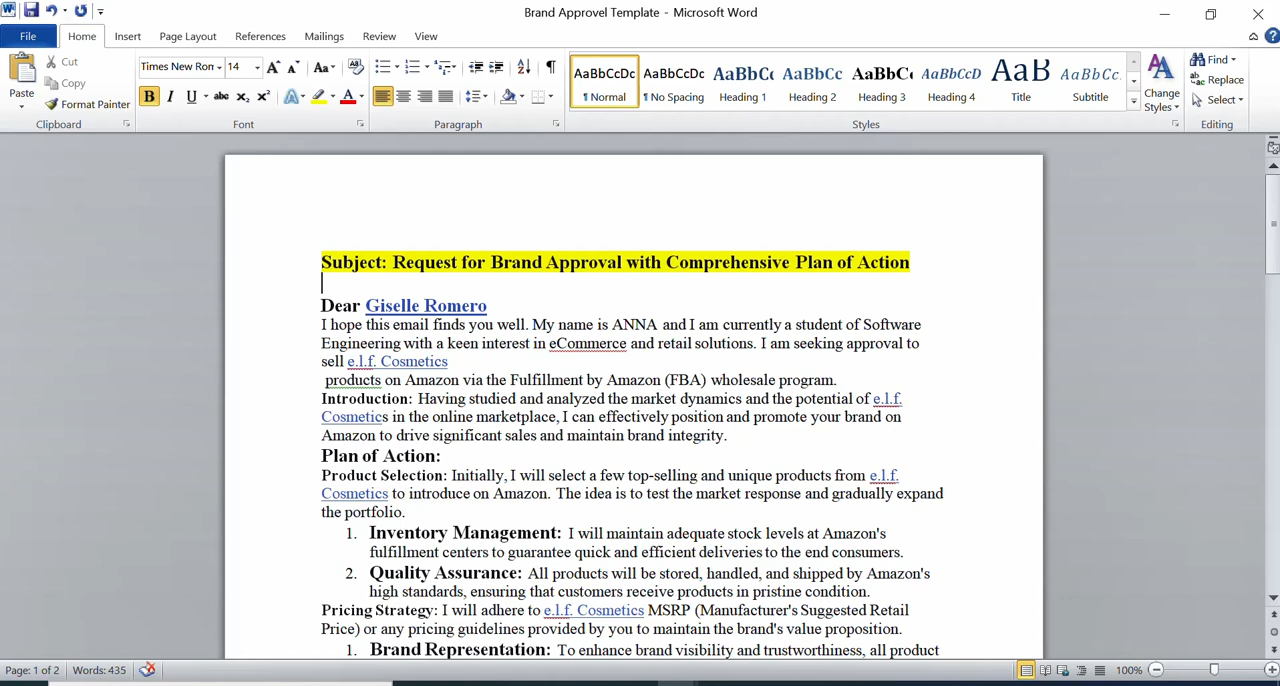 Brand Approvel Template - Microsoft Word
File Home Insert Page Layout References Mailings Review View
Paste
Cut
Copy
Format Painter
Clipboard
Times New Ron 14
Font
Paragraph
AaBbCcDc AaBbCcDc AaBbCc AaBbCc AaBbCc AaBbCcD AaB AaBbCc.
¶ Normal ¶ No Spacing Heading 1 Heading 2 Heading 3 Heading 4 Title Subtitle
Change Styles
Styles
Find
Replace
Select
Editing
Subject: Request for Brand Approval with Comprehensive Plan of Action
Dear Giselle Romero
I hope this email finds you well. My name is ANNA and I am currently a student of Software
Engineering with a keen interest in eCommerce and retail solutions. I am seeking approval to
sell e.l.f. Cosmetics
products on Amazon via the Fulfillment by Amazon (FBA) wholesale program.
Introduction: Having studied and analyzed the market dynamics and the potential of e.l.f.
Cosmetics in the online marketplace, I can effectively position and promote your brand on
Amazon to drive significant sales and maintain brand integrity.
Plan of Action:
Product Selection: Initially, I will select a few top-selling and unique products from e.l.f.
Cosmetics to introduce on Amazon. The idea is to test the market response and gradually expand
the portfolio.
1. Inventory Management: I will maintain adequate stock levels at Amazon's
fulfillment centers to guarantee quick and efficient deliveries to the end consumers.
2. Quality Assurance: All products will be stored, handled, and shipped by Amazon's
high standards, ensuring that customers receive products in pristine condition.
Pricing Strategy: I will adhere to e.l.f. Cosmetics MSRP (Manufacturer's Suggested Retail
Price) or any pricing guidelines provided by you to maintain the brand's value proposition.
1. Brand Representation: To enhance brand visibility and trustworthiness, all product
Page: 1 of 2 Words: 435 100%